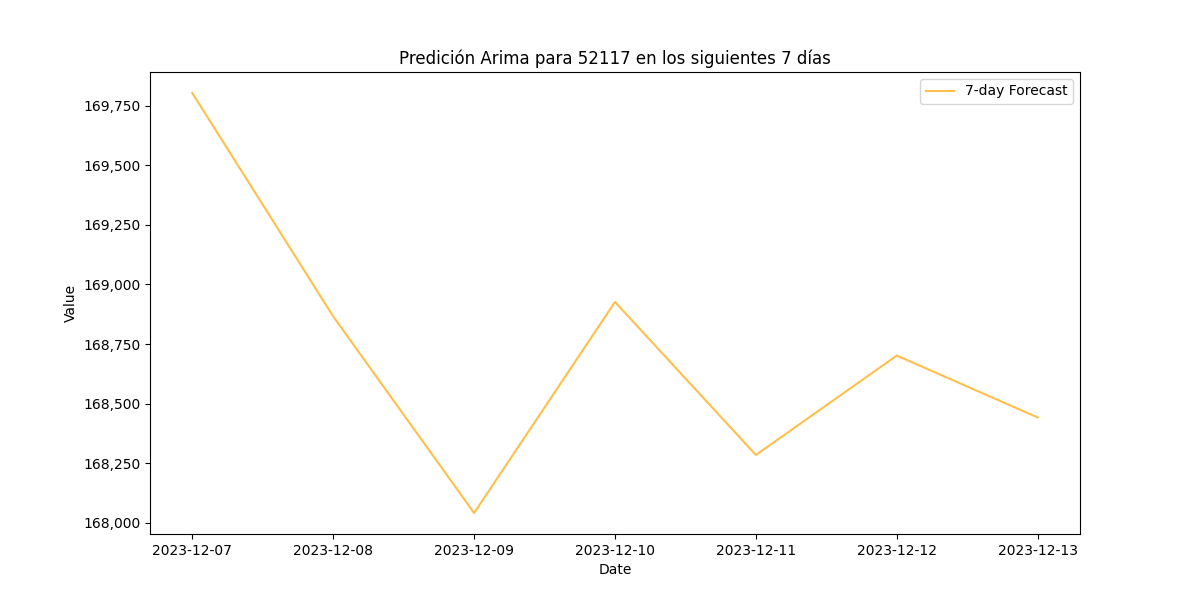 Predicción Arima para 52117 en los siguientes 7 días
7-day Forecast
Value
169,750
169,500
169,250
169,000
168,750
168,500
168,250
168,000
2023-12-07 2023-12-08 2023-12-09 2023-12-10 2023-12-11 2023-12-12 2023-12-13
Date